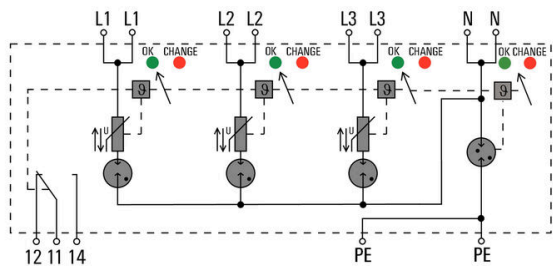 L1 L1 L2 L2 L3 L3 N N
OK CHANGE OK CHANGE OK CHANGE OK CHANGE
ϑ ϑ ϑ ϑ
U U U
12 11 14 PE PE